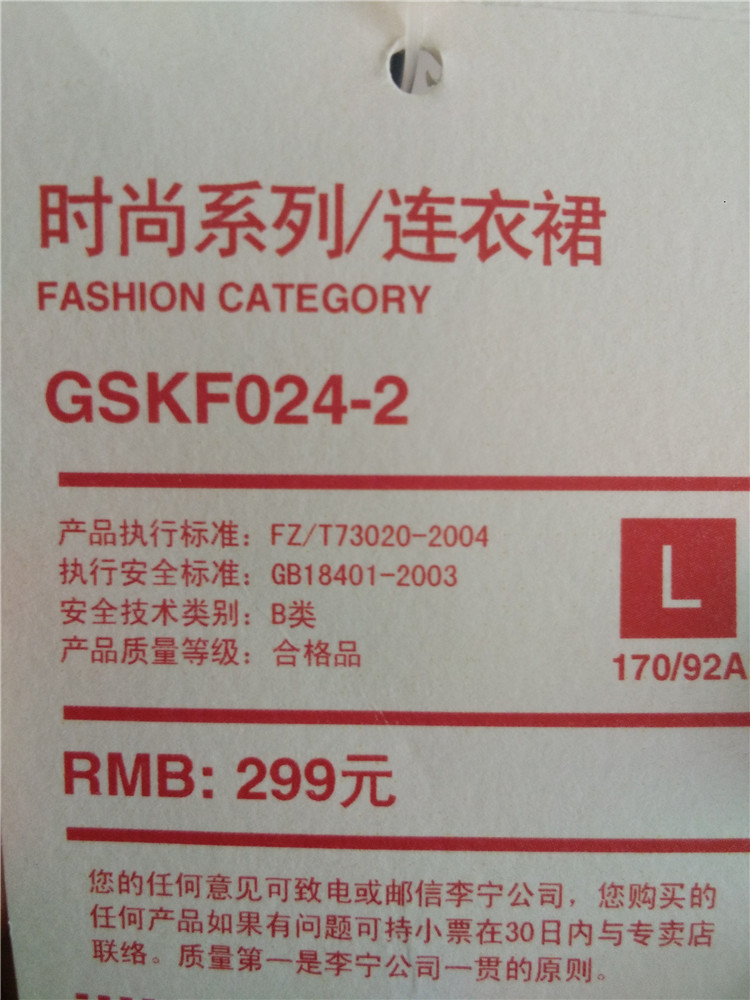 时尚系列/连衣裙
FASHION CATEGORY
GSKF024-2
产品执行标准：FZ/T73020-2004
执行安全标准：GB18401-2003
安全技术类别：B类
产品质量等级：合格品
L
170/92A
RMB: 299元
您的任何意见可致电或邮信李宁公司，您购买的
任何产品如果有问题可持小票在30日内与专卖店
联络。质量第一是李宁公司一贯的原则。